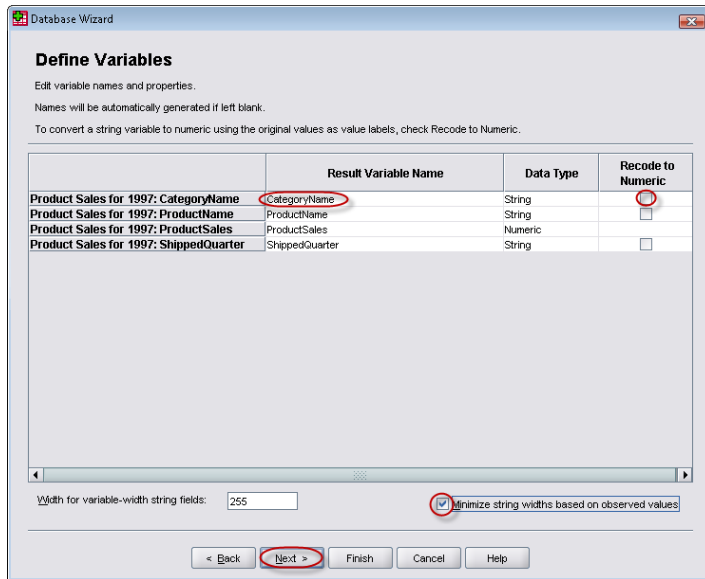 Database Wizard
Define Variables
Edit variable names and properties.
Names will be automatically generated if left blank.
To convert a string variable to numeric using the original values as value labels, check Recode to Numeric.
Result Variable Name Data Type Recode to Numeric
Product Sales for 1997: CategoryName CategoryName String
Product Sales for 1997: ProductName ProductName String
Product Sales for 1997: ProductSales ProductSales Numeric
Product Sales for 1997: ShippedQuarter ShippedQuarter String
Width for variable-width string fields: 255 Minimize string widths based on observed values
< Back Next > Finish Cancel Help